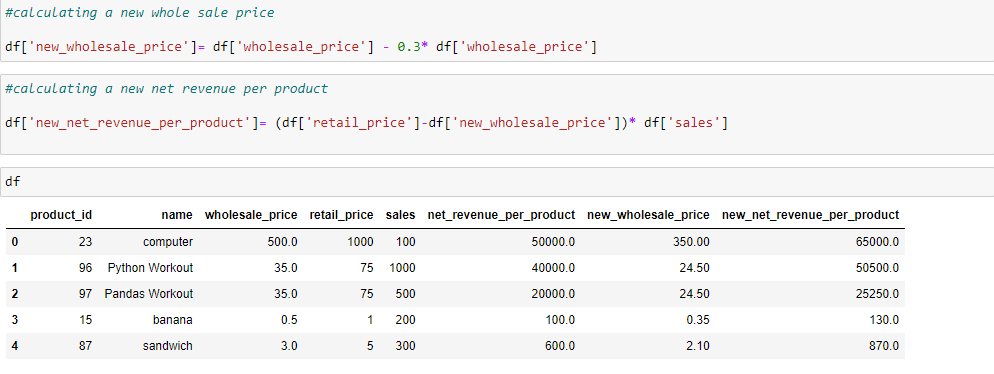 #calculating a new whole sale price
df['new_wholesale_price']= df['wholesale_price'] - 0.3* df['wholesale_price']
#calculating a new net revenue per product
df['new_net_revenue_per_product']= (df['retail_price']-df['new_wholesale_price'])* df['sales']
df
product_id name wholesale_price retail_price sales net_revenue_per_product new_wholesale_price new_net_revenue_per_product
0 23 computer 500.0 1000 100 50000.0 350.00 65000.0
1 96 Python Workout 35.0 75 1000 40000.0 24.50 50500.0
2 97 Pandas Workout 35.0 75 500 20000.0 24.50 25250.0
3 15 banana 0.5 1 200 100.0 0.35 130.0
4 87 sandwich 3.0 5 300 600.0 2.10 870.0